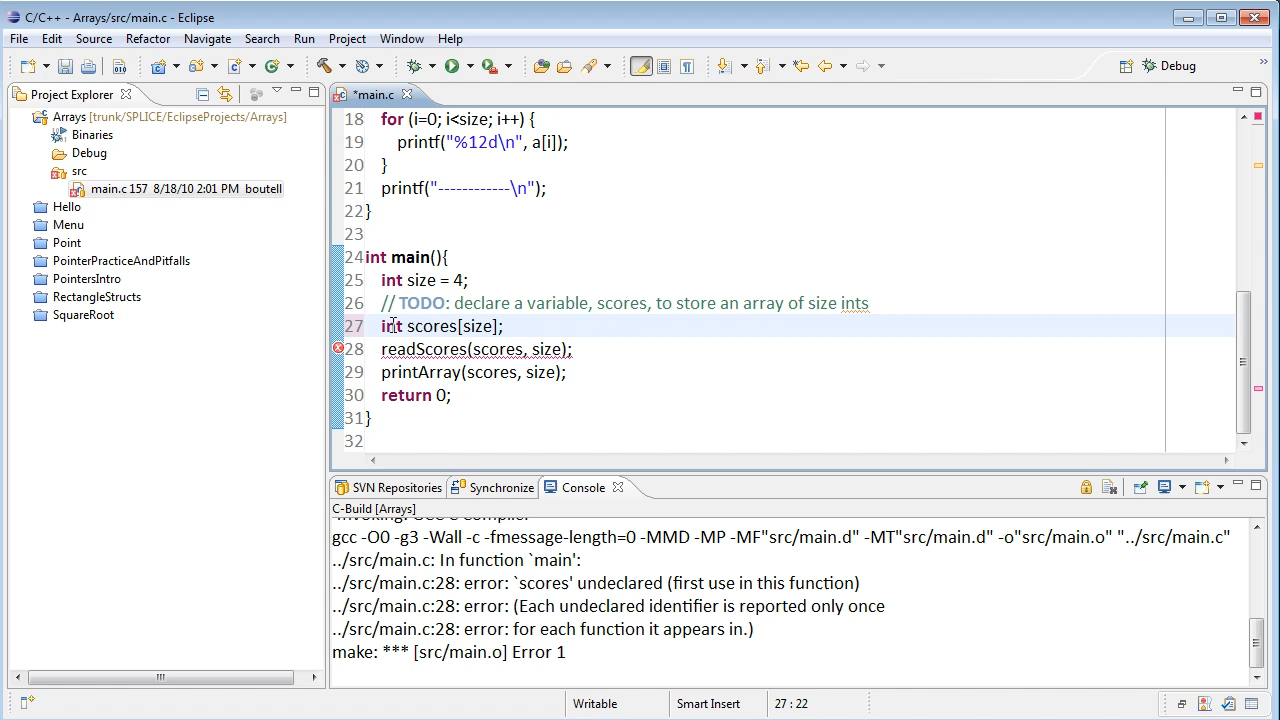 C/C++ - Arrays/src/main.c - Eclipse
File Edit Source Refactor Navigate Search Run Project Window Help
Debug
Project Explorer
*main.c
Arrays [trunk/SPLICE/EclipseProjects/Arrays]
Binaries
Debug
src
main.c 157 8/18/10 2:01 PM boutell
Hello
Menu
Point
PointerPracticeAndPitfalls
PointersIntro
RectangleStructs
SquareRoot
18 for (i=0; i<size; i++) {
19 printf("%12d\n", a[i]);
20 }
21 printf("------------\n");
22 }
23
24 int main(){
25 int size = 4;
26 // TODO: declare a variable, scores, to store an array of size ints
27 int scores[size];
28 readScores(scores, size);
29 printArray(scores, size);
30 return 0;
31 }
32
SVN Repositories Synchronize Console
C-Build [Arrays]
gcc -O0 -g3 -Wall -c -fmessage-length=0 -MMD -MP -MF"src/main.d" -MT"src/main.d" -o"src/main.o" "../src/main.c"
../src/main.c: In function `main':
../src/main.c:28: error: `scores' undeclared (first use in this function)
../src/main.c:28: error: (Each undeclared identifier is reported only once
../src/main.c:28: error: for each function it appears in.)
make: *** [src/main.o] Error 1
Writable Smart Insert 27 : 22